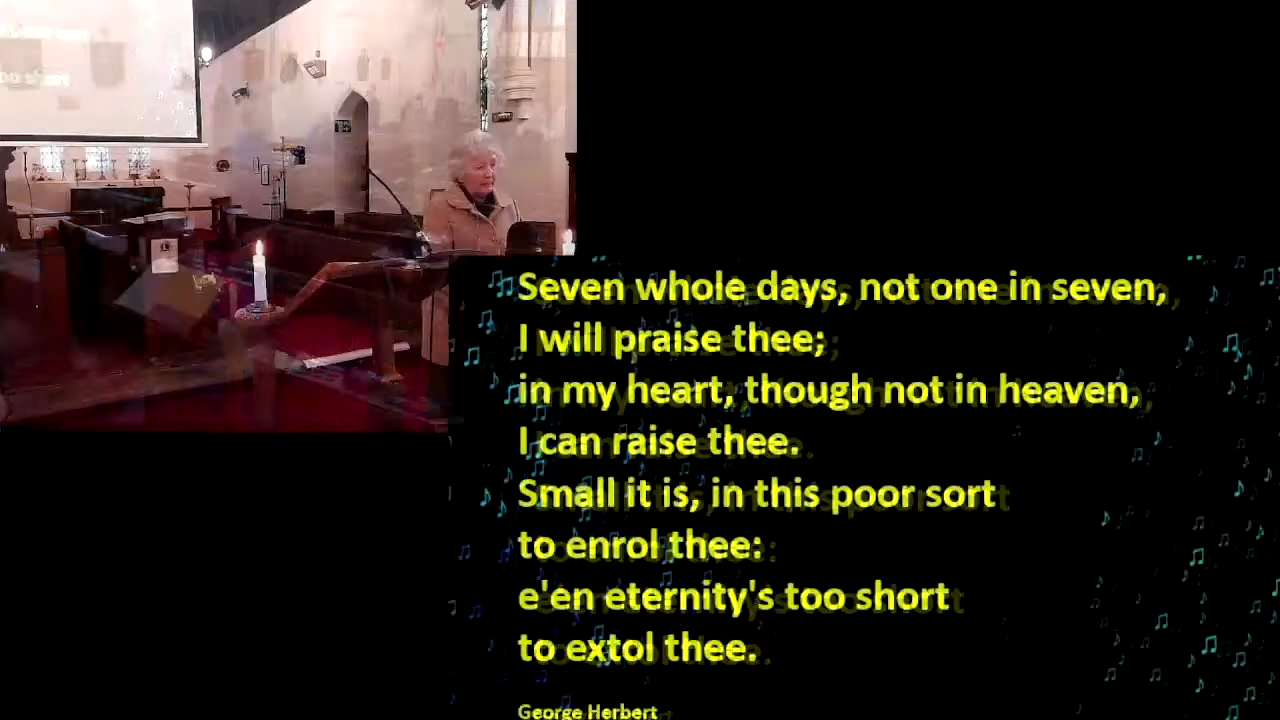 too short
Seven whole days, not one in seven,
I will praise thee;
in my heart, though not in heaven,
I can raise thee.
Small it is, in this poor sort
to enrol thee:
e'en eternity's too short
to extol thee.
George Herbert